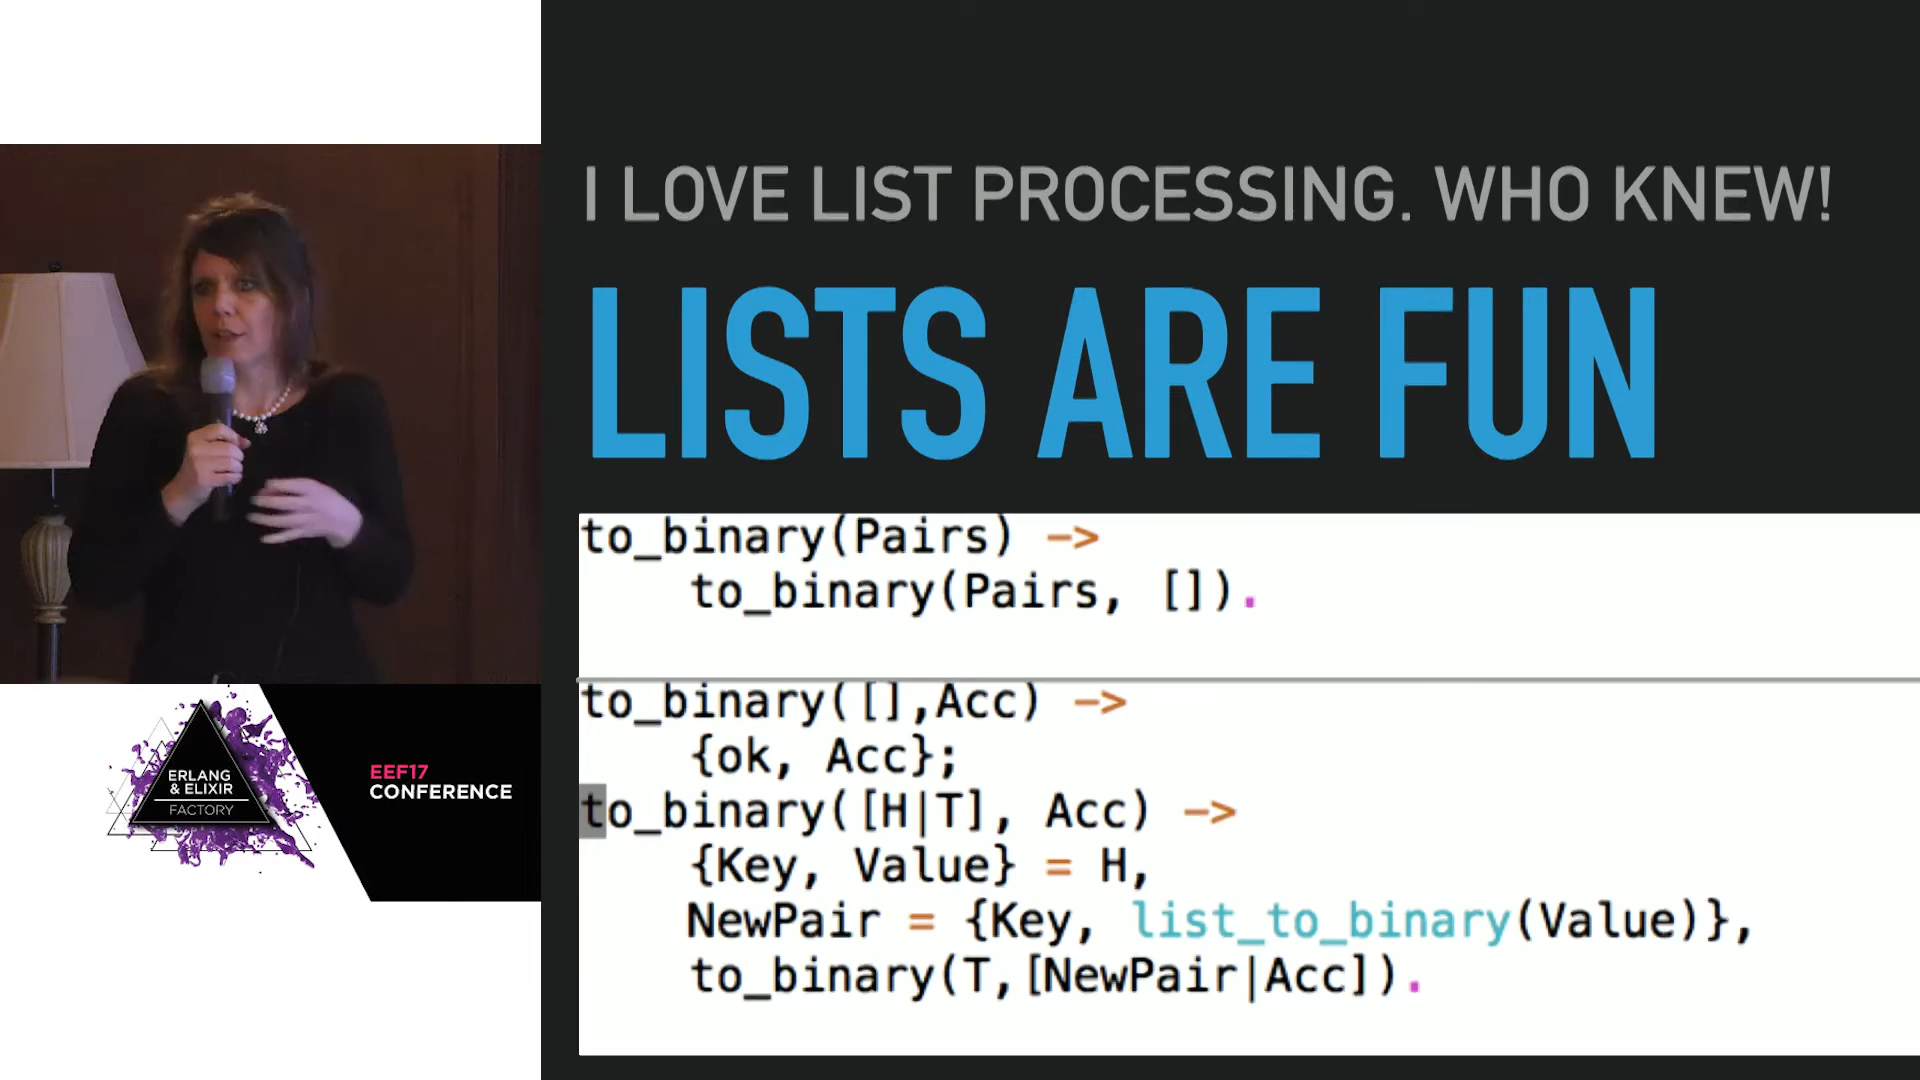 I LOVE LIST PROCESSING. WHO KNEW!
LISTS ARE FUN
to_binary(Pairs) ->
    to_binary(Pairs, []).
to_binary([],Acc) ->
    {ok, Acc};
to_binary([H|T], Acc) ->
    {Key, Value} = H,
    NewPair = {Key, list_to_binary(Value)},
    to_binary(T,[NewPair|Acc]).
ERLANG
& ELIXIR
FACTORY
EEF17
CONFERENCE